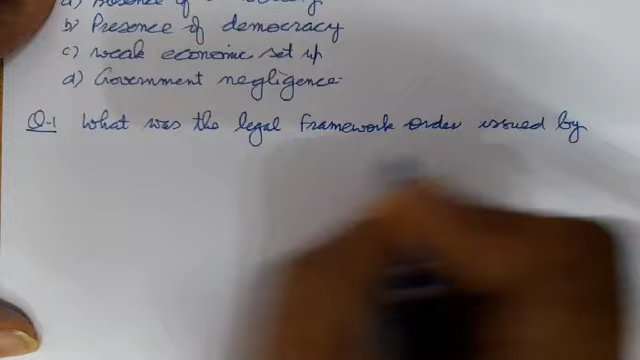 a)
b) Presence of democracy
c) weak economic set up
d) Government negligence.
Q-1 What was the legal framework order issued by